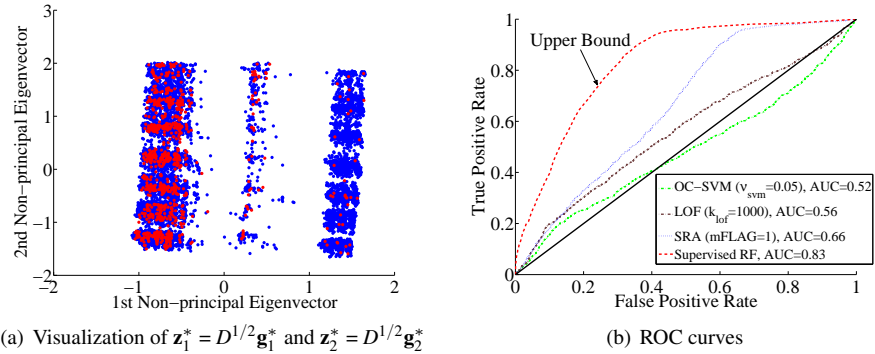 3
2
1
0
−1
−2
−2
−1
0
1
2
2nd Non−principal Eigenvector
1st Non−principal Eigenvector
(a) Visualization of z₁* = D^{1/2}g₁* and z₂* = D^{1/2}g₂*
1
0.8
0.6
0.4
0.2
0
0
0.2
0.4
0.6
0.8
1
True Positive Rate
False Positive Rate
Upper Bound
OC−SVM (ν_svm=0.05), AUC=0.52
LOF (k_lof=1000), AUC=0.56
SRA (mFLAG=1), AUC=0.66
Supervised RF, AUC=0.83
(b) ROC curves